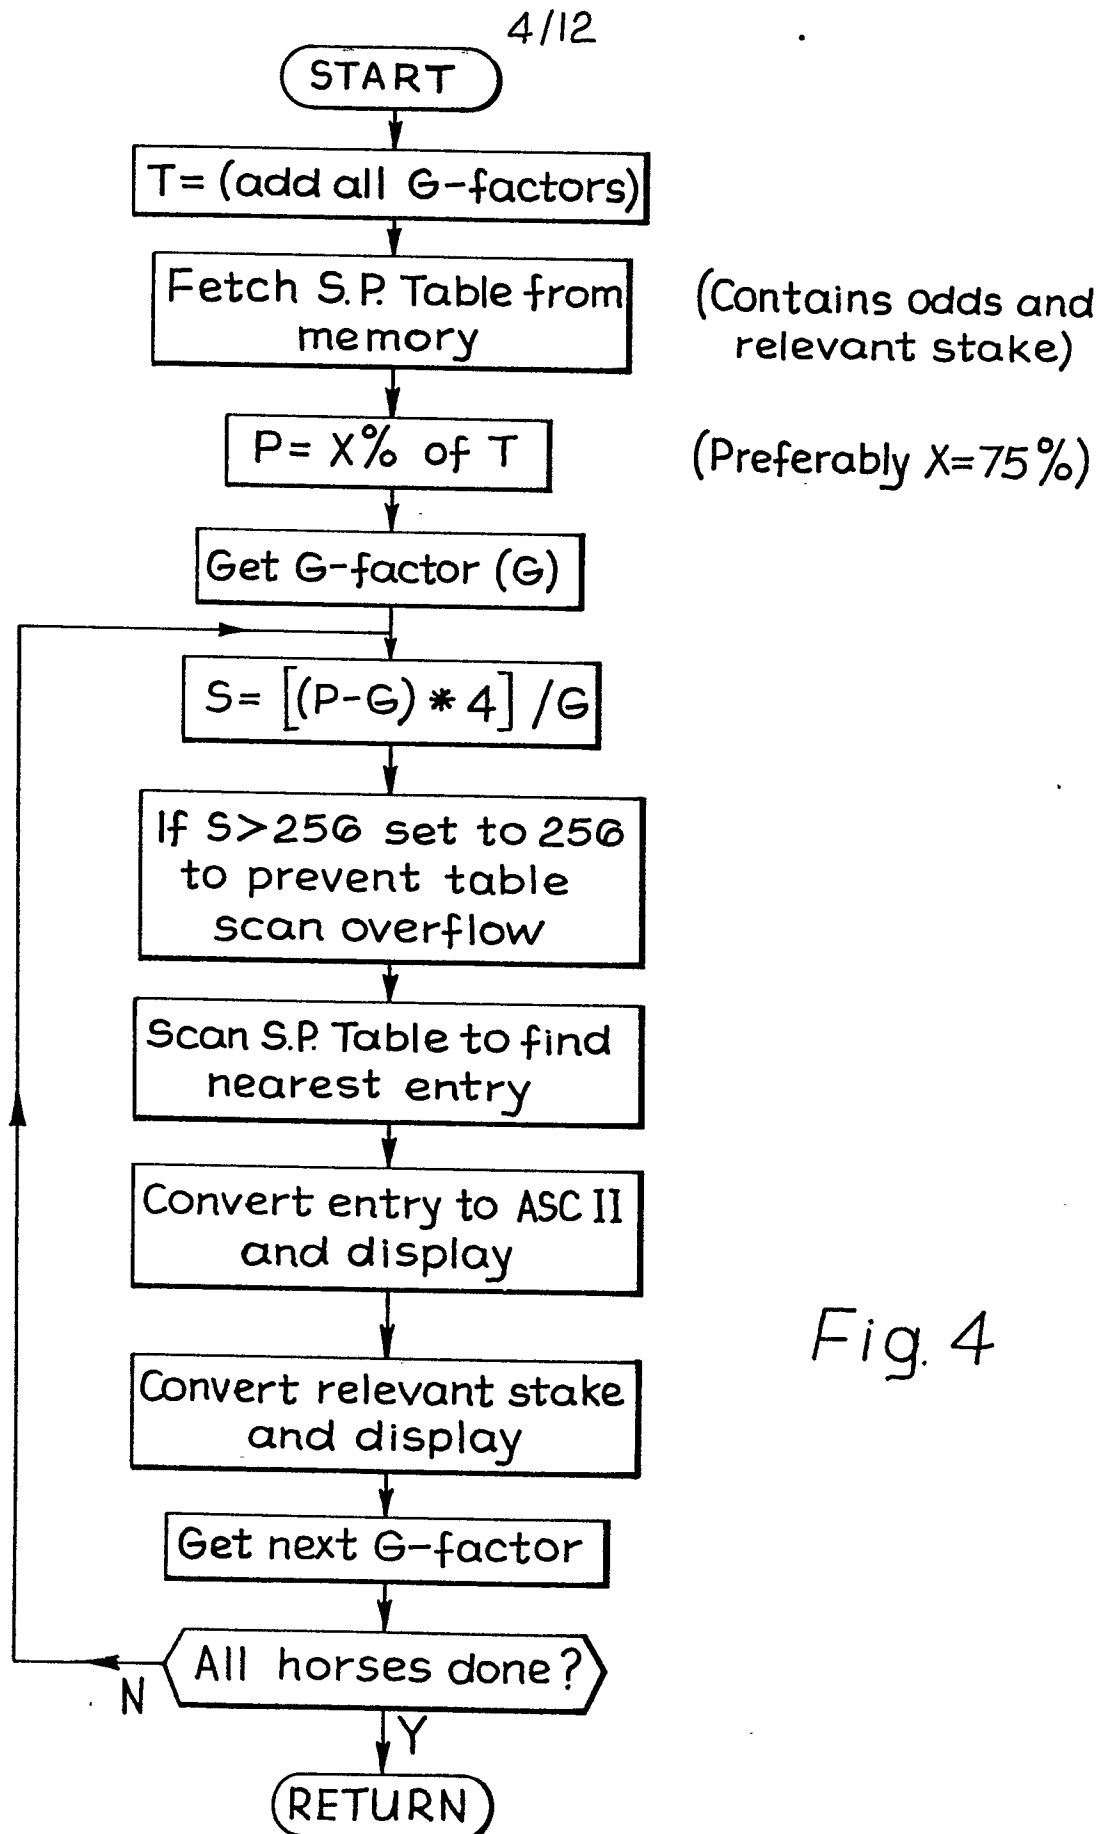 4/12
START
T= (add all G-factors)
Fetch S.P. Table from
memory
(Contains odds and
relevant stake)
P= X% of T
(Preferably X=75%)
Get G-factor (G)
S= [(P-G) * 4] /G
If S>256 set to 256
to prevent table
scan overflow
Scan S.P. Table to find
nearest entry
Convert entry to ASC II
and display
Convert relevant stake
and display
Get next G-factor
All horses done?
N
Y
RETURN
Fig. 4